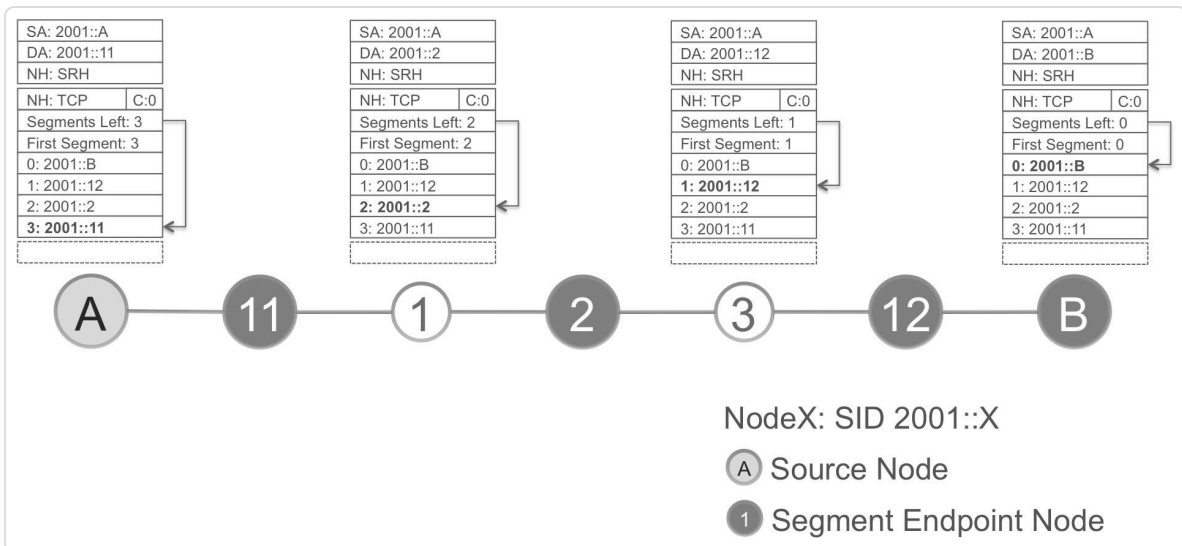 SA: 2001::A
DA: 2001::11
NH: SRH
NH: TCP C:0
Segments Left: 3
First Segment: 3
0: 2001::B
1: 2001::12
2: 2001::2
3: 2001::11
SA: 2001::A
DA: 2001::2
NH: SRH
NH: TCP C:0
Segments Left: 2
First Segment: 2
0: 2001::B
1: 2001::12
2: 2001::2
3: 2001::11
SA: 2001::A
DA: 2001::12
NH: SRH
NH: TCP C:0
Segments Left: 1
First Segment: 1
0: 2001::B
1: 2001::12
2: 2001::2
3: 2001::11
SA: 2001::A
DA: 2001::B
NH: SRH
NH: TCP C:0
Segments Left: 0
First Segment: 0
0: 2001::B
1: 2001::12
2: 2001::2
3: 2001::11
A 11 1 2 3 12 B
NodeX: SID 2001::X
A Source Node
1 Segment Endpoint Node